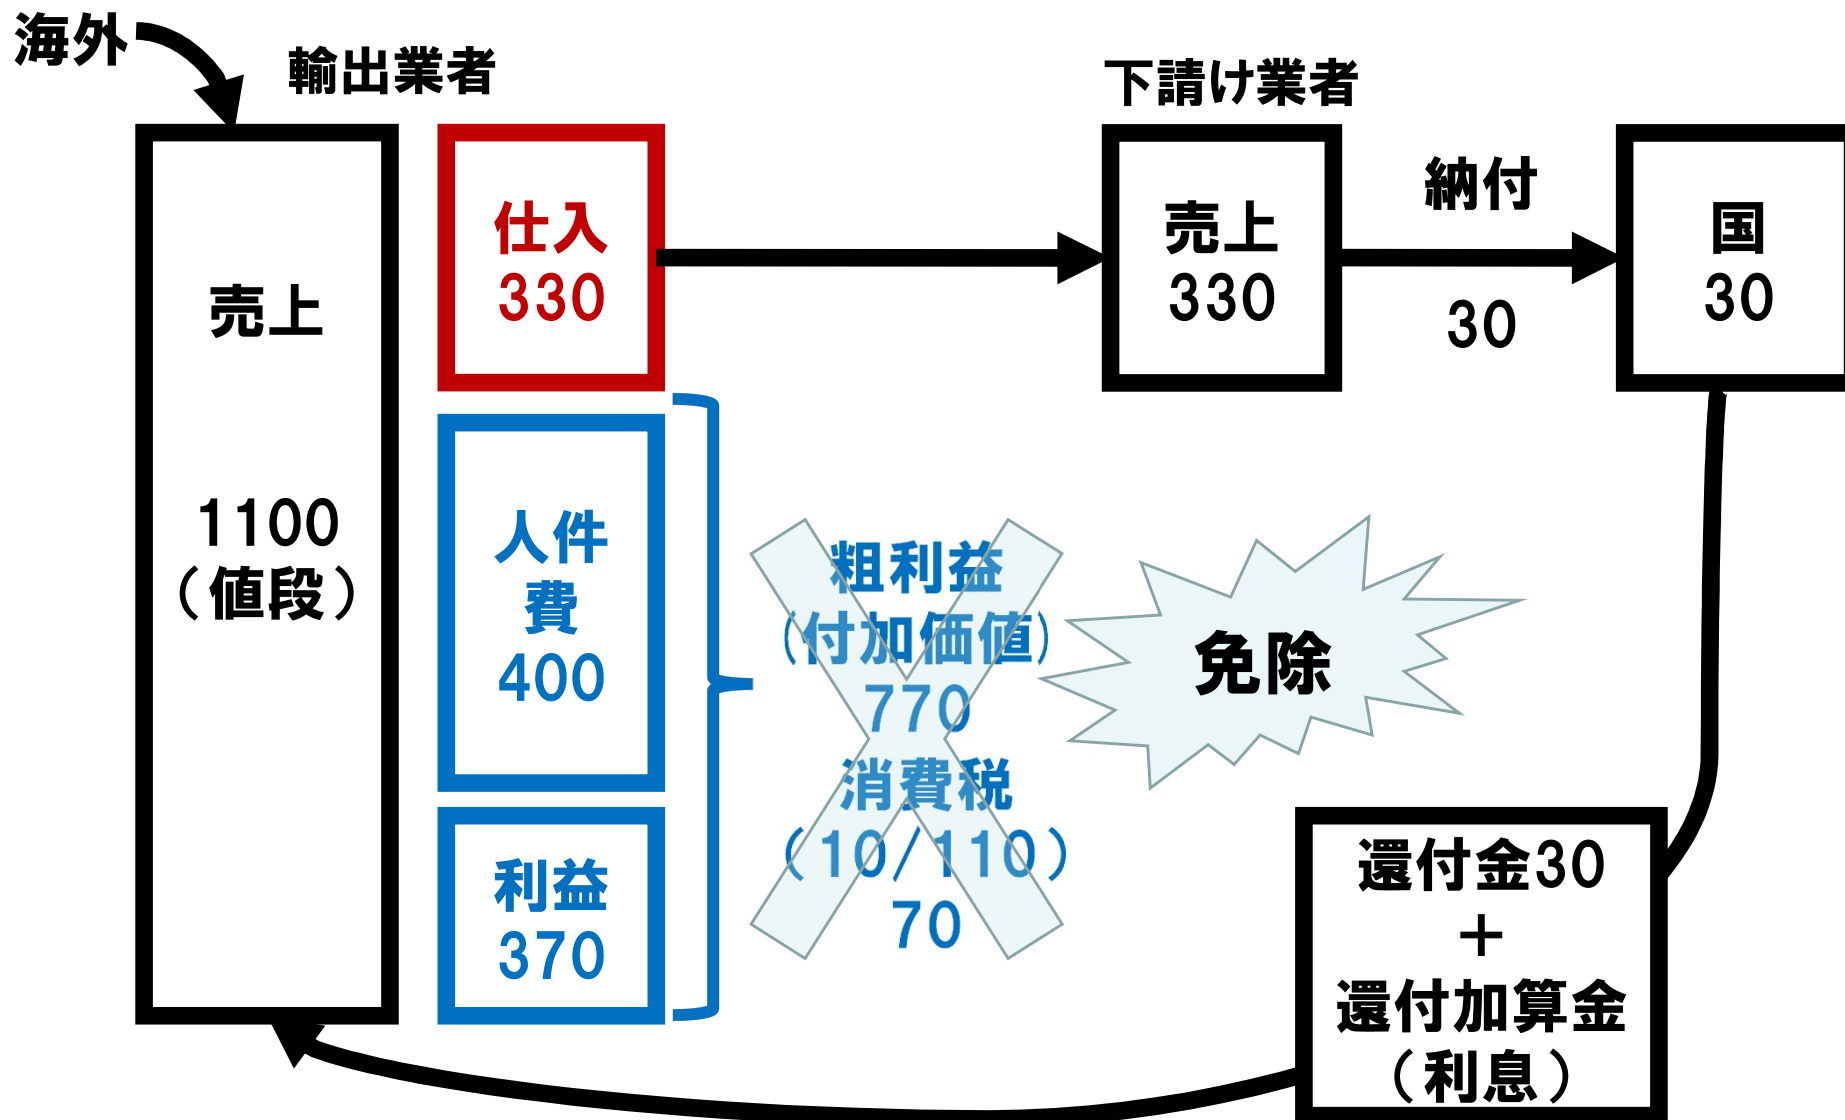 海外
輸出業者
下請け業者
売上
1100
（値段）
仕入
330
人件
費
400
利益
370
粗利益
(付加価値)
770
消費税
（10/110）
70
免除
売上
330
納付
30
国
30
還付金30
＋
還付加算金
（利息）